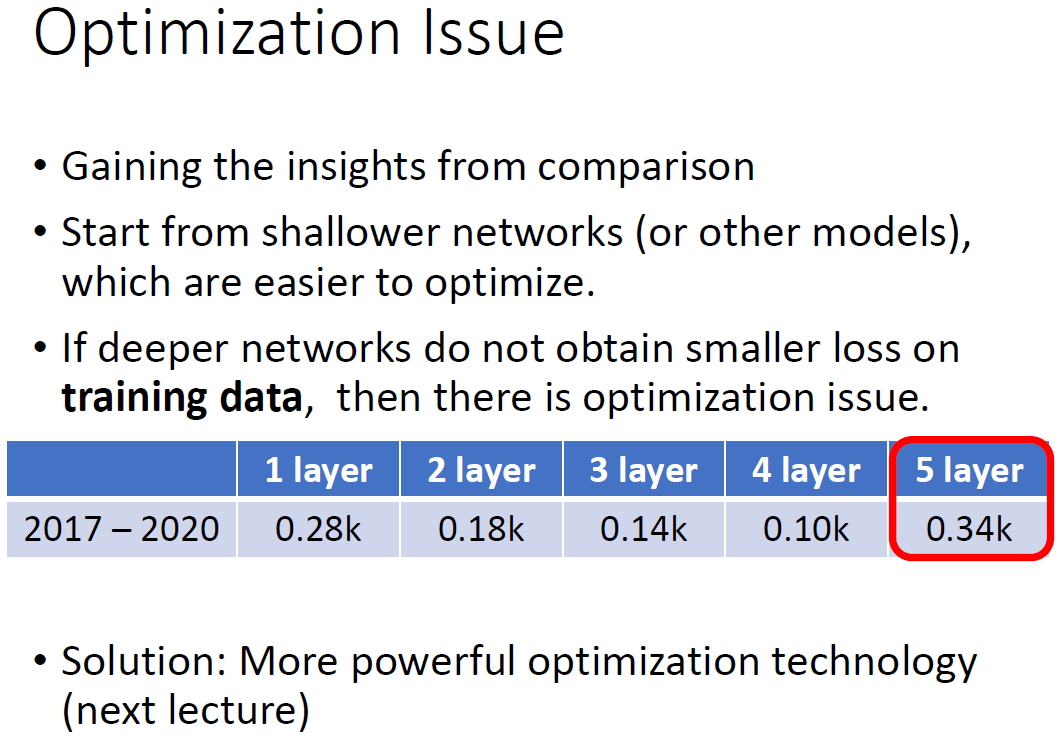 Optimization Issue
• Gaining the insights from comparison
• Start from shallower networks (or other models),
which are easier to optimize.
• If deeper networks do not obtain smaller loss on
training data,  then there is optimization issue.
1 layer 2 layer 3 layer 4 layer 5 layer
2017 – 2020 0.28k 0.18k 0.14k 0.10k 0.34k
• Solution: More powerful optimization technology
(next lecture)